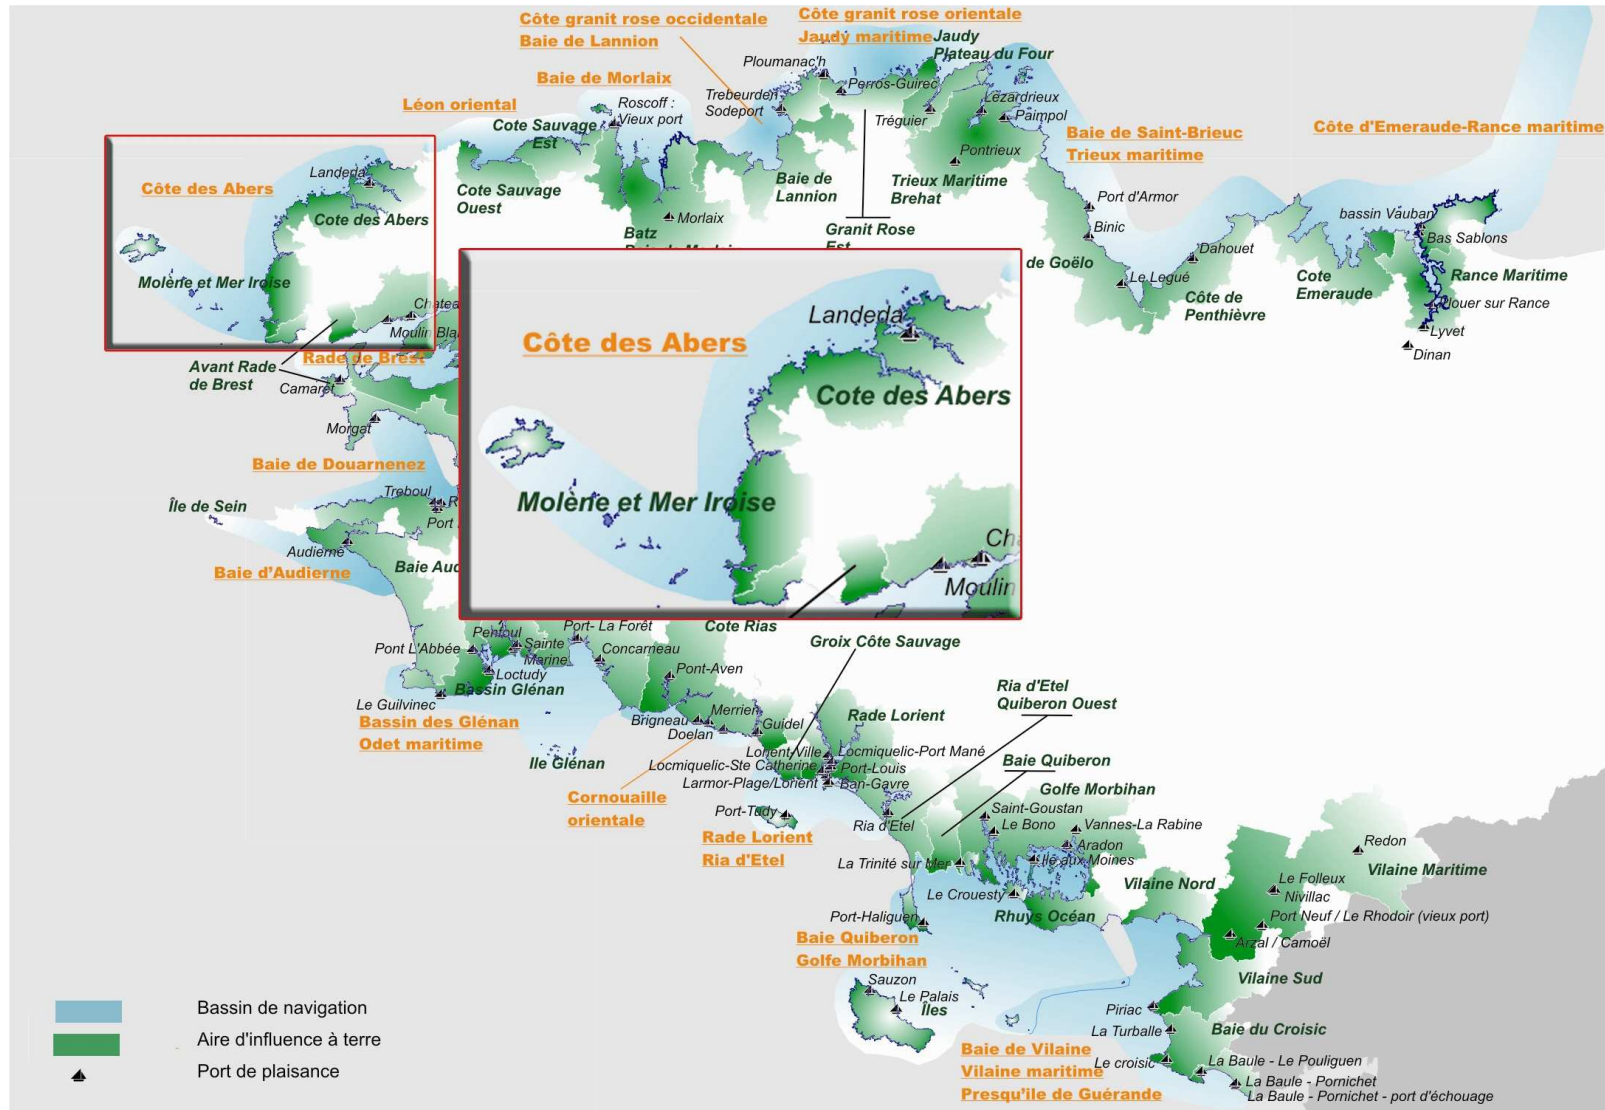 Côte granit rose occidentale
Baie de Lannion
Côte granit rose orientale
Jaudy maritime
Jaudy
Plateau du Four
Ploumanac'h
Perros-Guirec
Baie de Morlaix
Trebeurden
Sodeport
Léon oriental
Roscoff :
Vieux port
Cote Sauvage
Est
Tréguier
Lezardrieux
Paimpol
Baie de Saint-Brieuc
Trieux maritime
Côte d'Emeraude-Rance maritime
Pontrieux
Landeda
Côte des Abers
Cote des Abers
Cote Sauvage
Ouest
Baie de
Lannion
Trieux Maritime
Brehat
Port d'Armor
Binic
Morlaix
Batz
Granit Rose
Est
bassin Vauban
Bas Sablons
Dahouet
de Goëlo
Le Legué
Cote
Emeraude
Rance Maritime
Molène et Mer Iroise
Côte de
Penthièvre
Plouer sur Rance
Lyvet
Dinan
Moulin
Rade de Brest
Avant Rade
de Brest
Camaret
Morgat
Landeda
Côte des Abers
Cote des Abers
Molène et Mer Iroise
Ch
Moulin
Baie de Douarnenez
Treboul
R
Port
Île de Sein
Audierne
Baie d'Audierne
Baie
Cote Rias
Penfoul
Port- La Forêt
Pont L'Abbée
Sainte
Marine
Concarneau
Loctudy
Pont-Aven
Bassin Glénan
Le Guilvinec
Bassin des Glénan
Odet maritime
Ile Glénan
Brigneau
Merrien
Doelan
Guidel
Groix Côte Sauvage
Ria d'Etel
Quiberon Ouest
Rade Lorient
Lorient-Ville
Locmiquelic-Port Mané
Locmiquelic-Ste Catherine
Port-Louis
Larmor-Plage/Lorient
Ban-Gavre
Baie Quiberon
Golfe Morbihan
Cornouaille
orientale
Port-Tudy
Rade Lorient
Ria d'Etel
Ria d'Etel
Saint-Goustan
Le Bono
Vannes-La Rabine
Aradon
Ile aux Moines
La Trinité sur Mer
Le Crouesty
Rhuys Océan
Vilaine Nord
Redon
Vilaine Maritime
Le Folleux
Nivillac
Port Neuf / Le Rhodoir (vieux port)
Arzal / Camoël
Port-Haliguen
Baie Quiberon
Golfe Morbihan
Sauzon
Le Palais
Îles
Vilaine Sud
Piriac
La Turballe
Baie du Croisic
Baie de Vilaine
Vilaine maritime
Presqu'ile de Guérande
Le croisic
La Baule - Le Pouliguen
La Baule - Pornichet
La Baule - Pornichet - port d'échouage
Bassin de navigation
Aire d'influence à terre
Port de plaisance